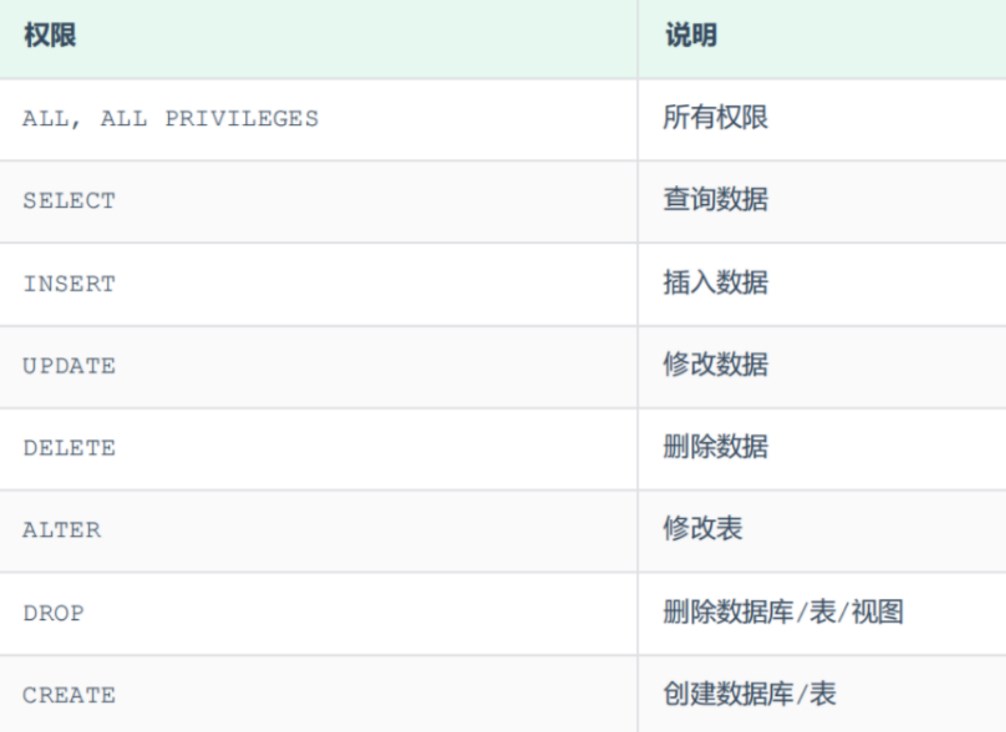 权限 说明
ALL, ALL PRIVILEGES 所有权限
SELECT 查询数据
INSERT 插入数据
UPDATE 修改数据
DELETE 删除数据
ALTER 修改表
DROP 删除数据库/表/视图
CREATE 创建数据库/表